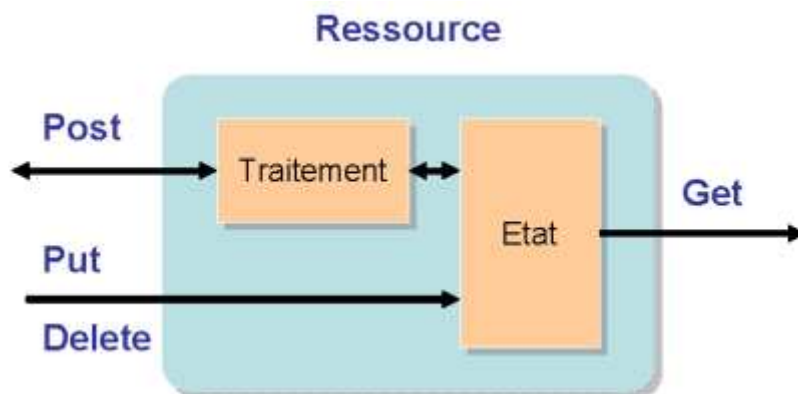 Ressource
Post
Traitement
Get
Etat
Put
Delete